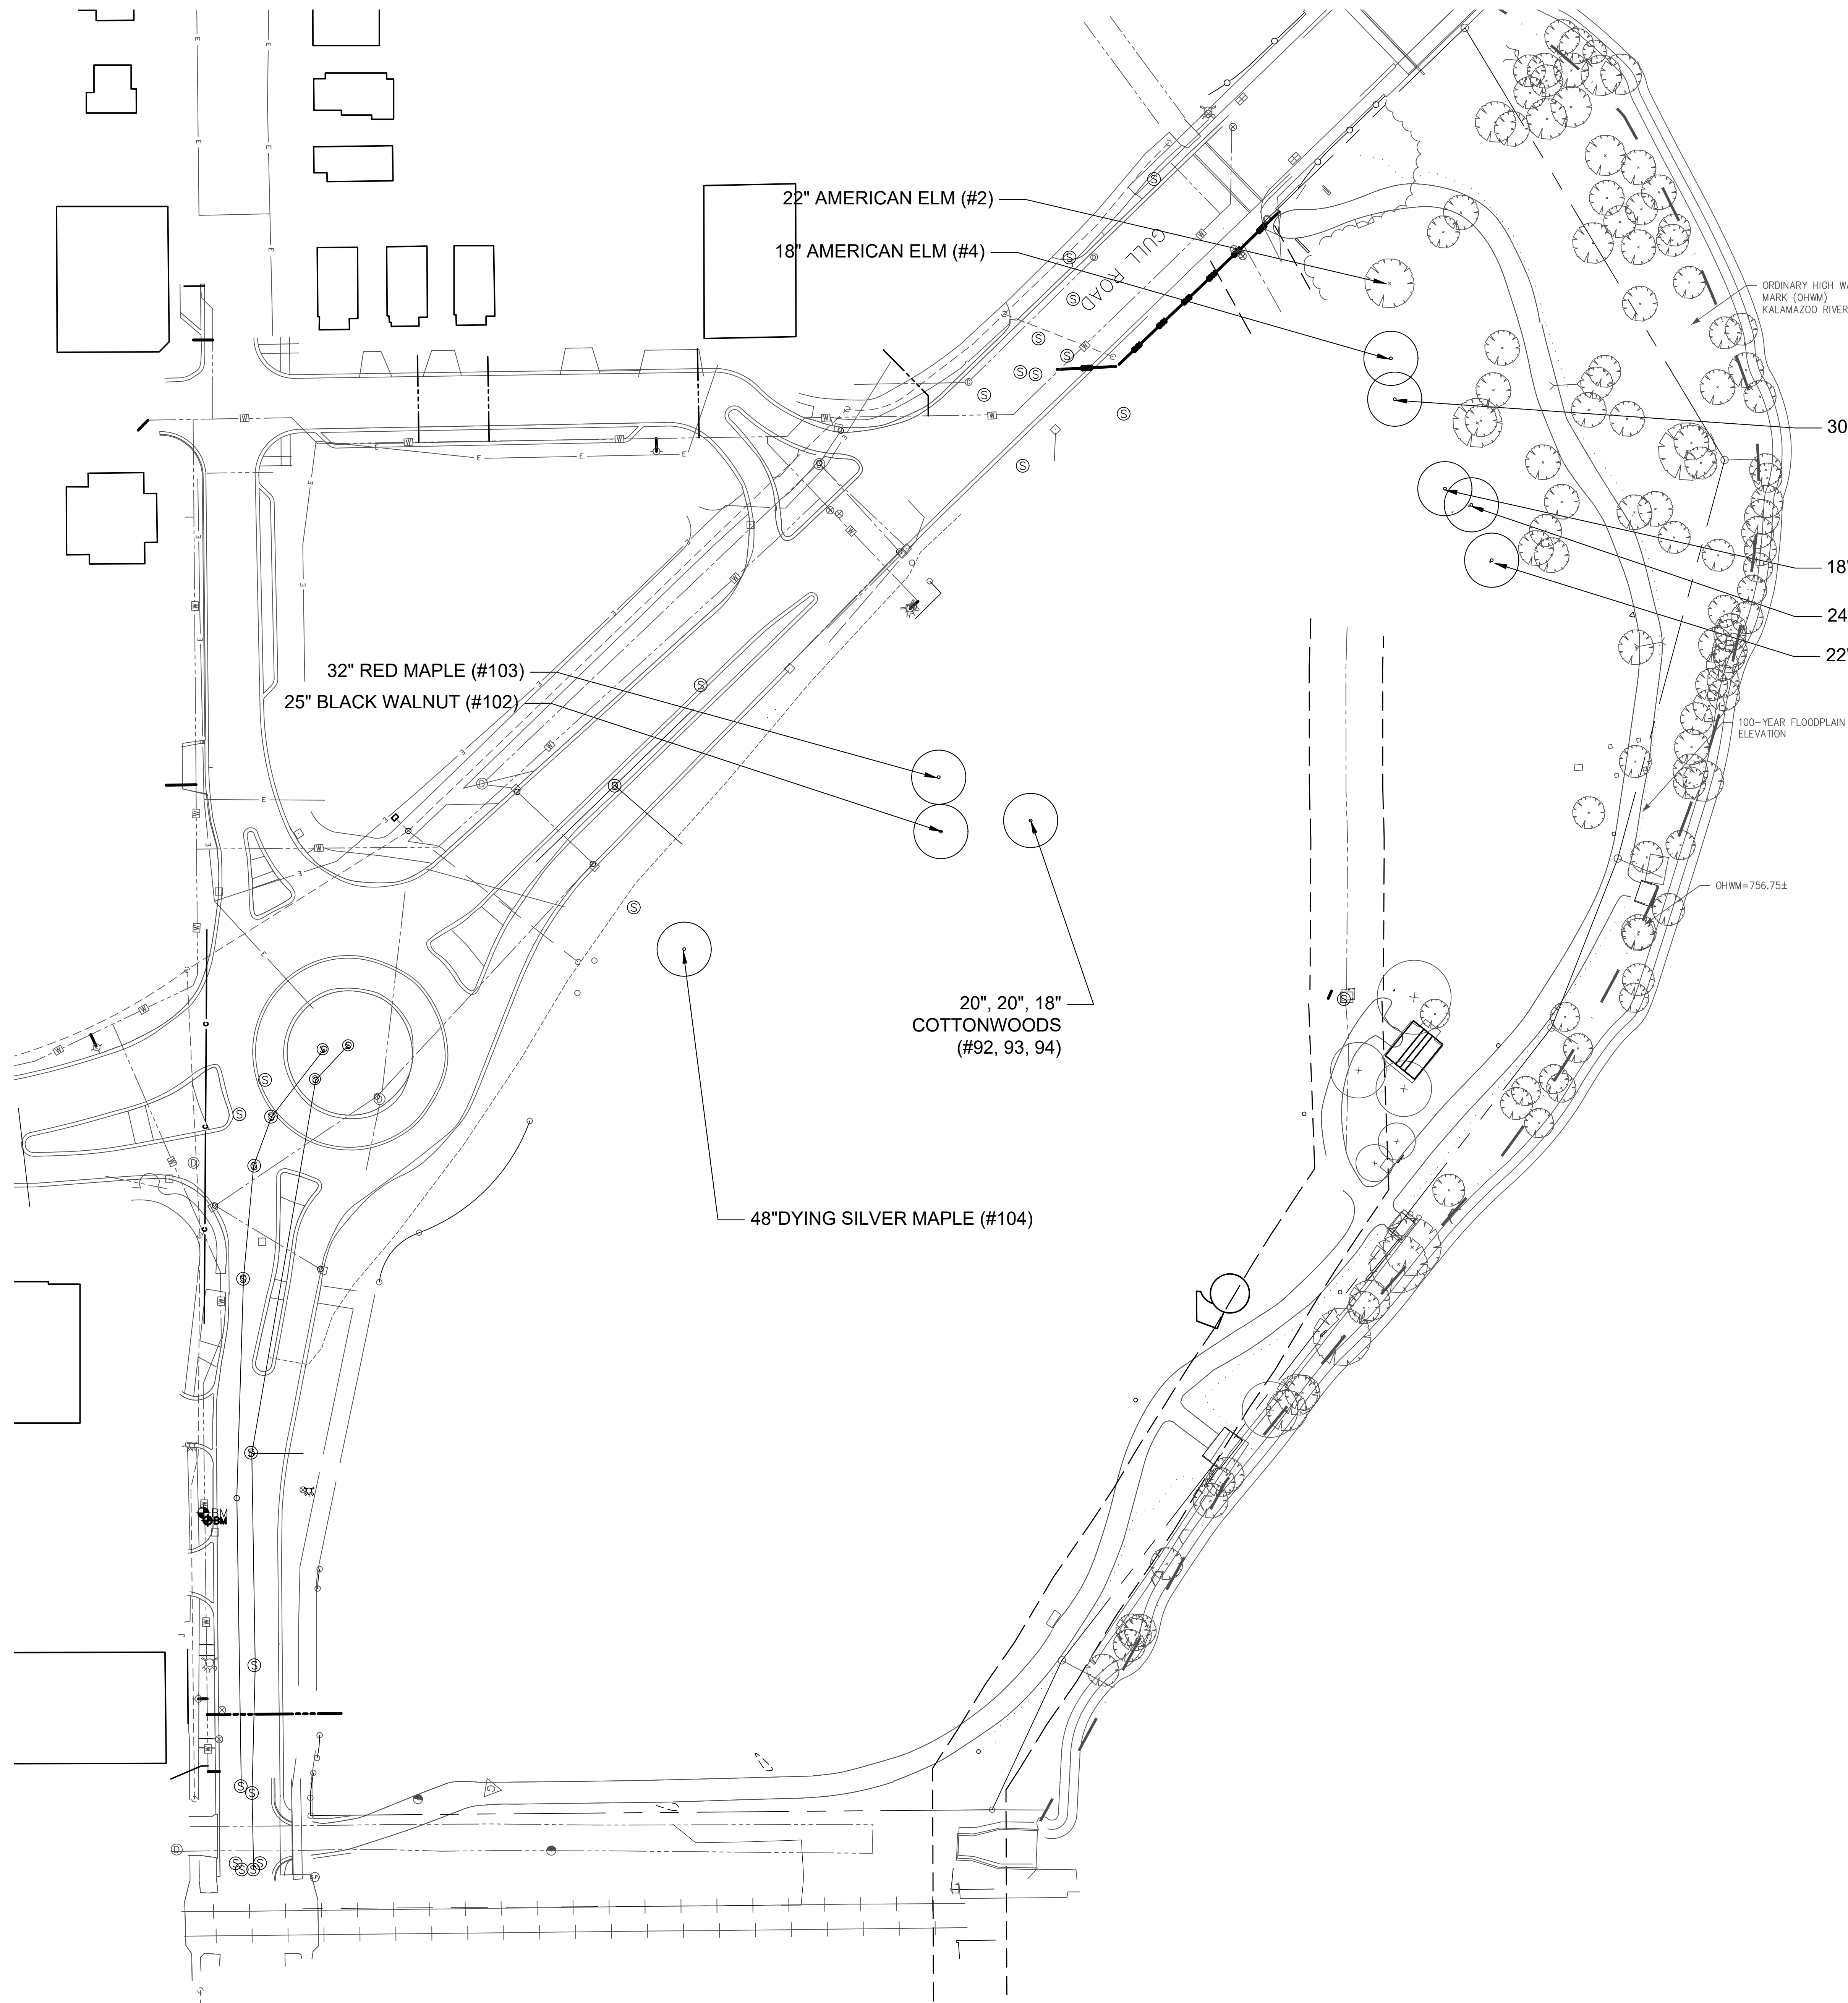 22" AMERICAN ELM (#2)
18" AMERICAN ELM (#4)
GULL ROAD
ORDINARY HIGH
MARK (OHWM)
KALAMAZOO RIVER
30
18"
24
22"
32" RED MAPLE (#103)
25" BLACK WALNUT (#102)
100-YEAR FLOODPLAIN
ELEVATION
OHWM=756.75±
20", 20", 18"
COTTONWOODS
(#92, 93, 94)
48"DYING SILVER MAPLE (#104)
BM
BM